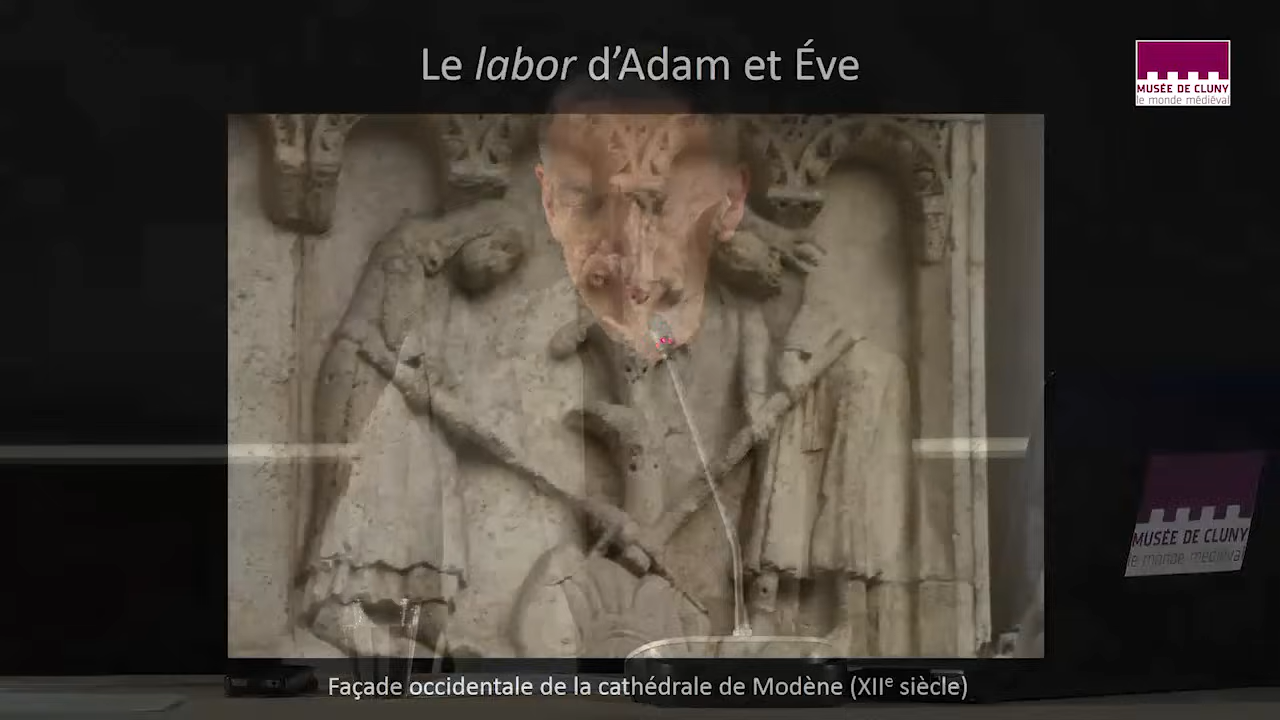 Le labor d'Adam et Éve
MUSÉE DE CLUNY
le monde médiéval
MUSÉE DE CLUNY
le monde médiéval
Façade occidentale de la cathédrale de Modène (XIIe siècle)